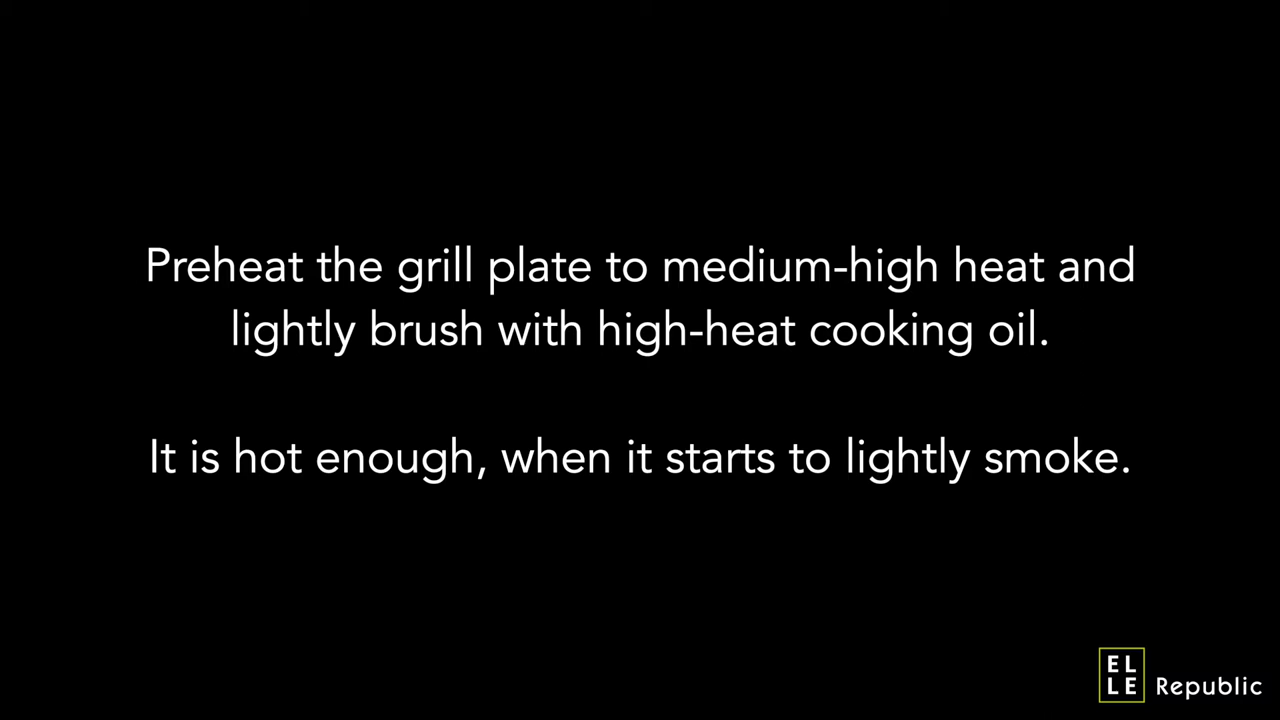 Preheat the grill plate to medium-high heat and
lightly brush with high-heat cooking oil.
It is hot enough, when it starts to lightly smoke.
EL
LE Republic